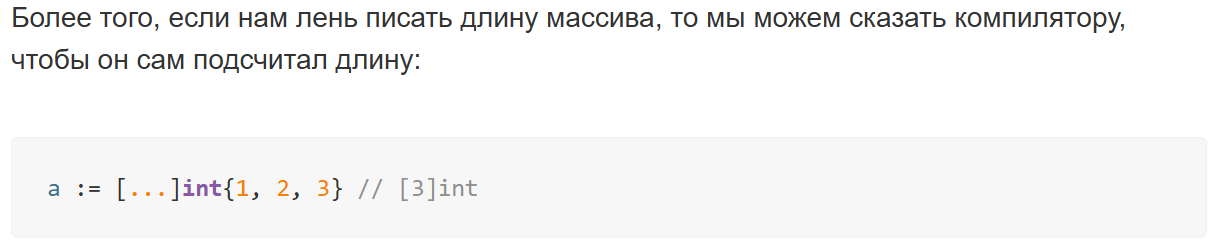 Более того, если нам лень писать длину массива, то мы можем сказать компилятору,
чтобы он сам подсчитал длину:
a := [...]int{1, 2, 3} // [3]int